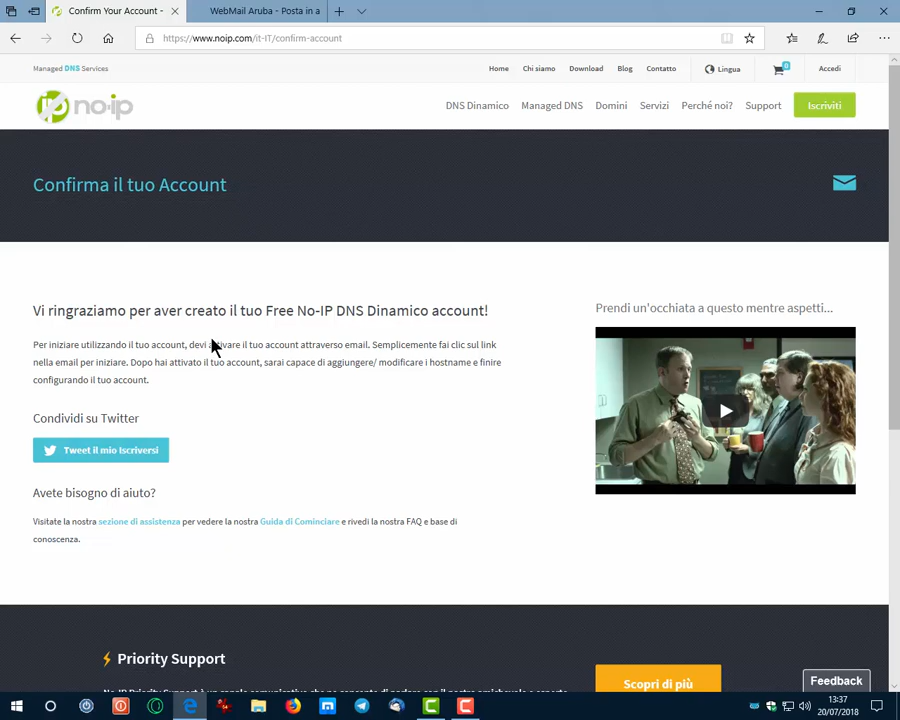 Confirm Your Account -
WebMail Aruba - Posta in a
https://www.noip.com/it-IT/confirm-account
Managed DNS Services
Home Chi siamo Download Blog Contatto Lingua 0 Accedi
no-ip
DNS Dinamico Managed DNS Domini Servizi Perché noi? Support Iscriviti
Confirma il tuo Account
Vi ringraziamo per aver creato il tuo Free No-IP DNS Dinamico account!
Per iniziare utilizzando il tuo account, devi attivare il tuo account attraverso email. Semplicemente fai clic sul link
nella email per iniziare. Dopo hai attivato il tuo account, sarai capace di aggiungere/ modificare i hostname e finire
configurando il tuo account.
Prendi un'occhiata a questo mentre aspetti...
Condividi su Twitter
Tweet il mio Iscriversi
Avete bisogno di aiuto?
Visitate la nostra sezione di assistenza per vedere la nostra Guida di Cominciare e rivedi la nostra FAQ e base di
conoscenza.
Priority Support
Scopri di più
Feedback
13:37
20/07/2018